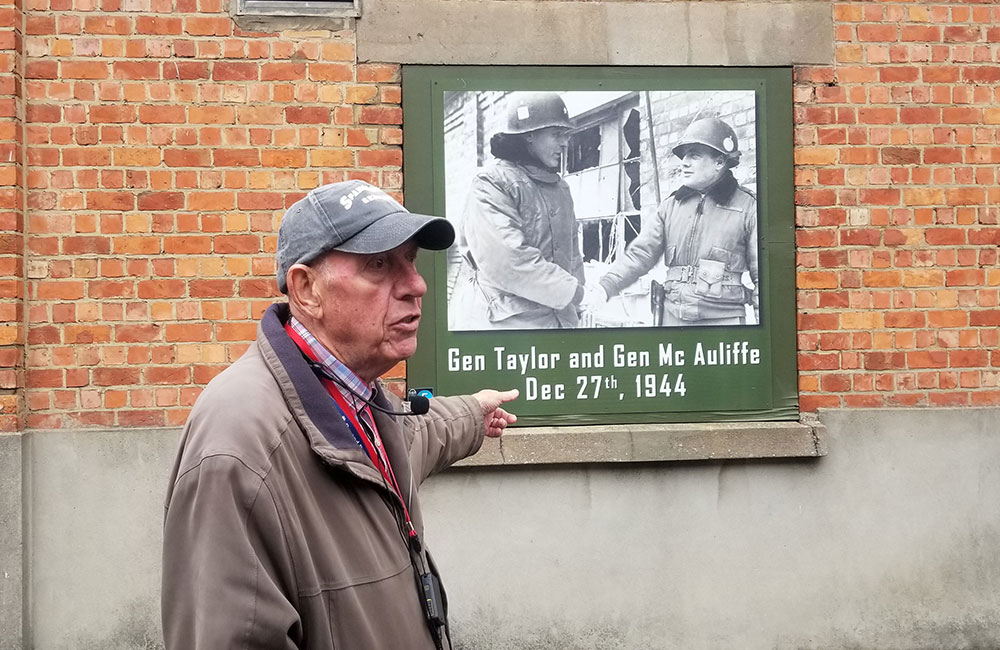 Gen Taylor and Gen Mc Auliffe
Dec 27th, 1944